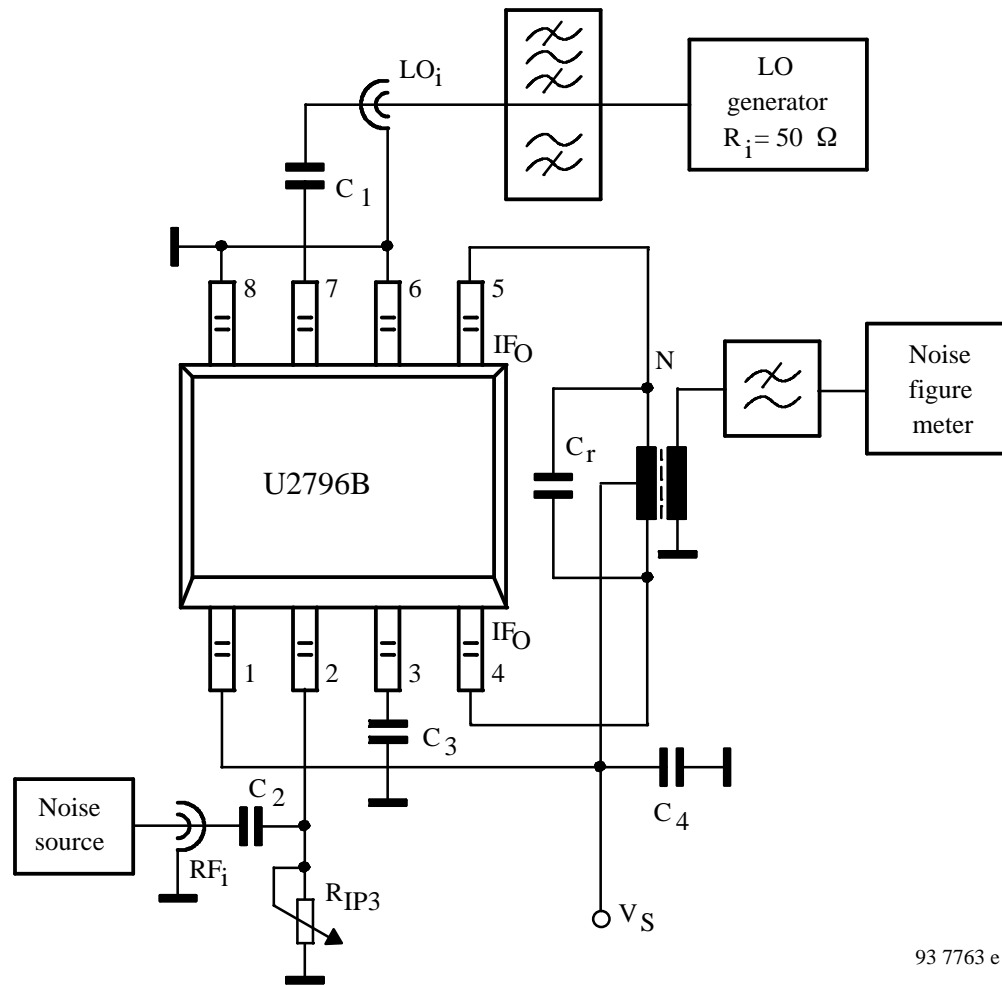 LOi
LO
generator
Ri= 50 Ω
C1
8
7
6
5
IFO
N
Noise
figure
meter
Cr
U2796B
IFO
1
2
3
4
C3
Noise
source
C2
C4
RFi
RIP3
VS
93 7763 e